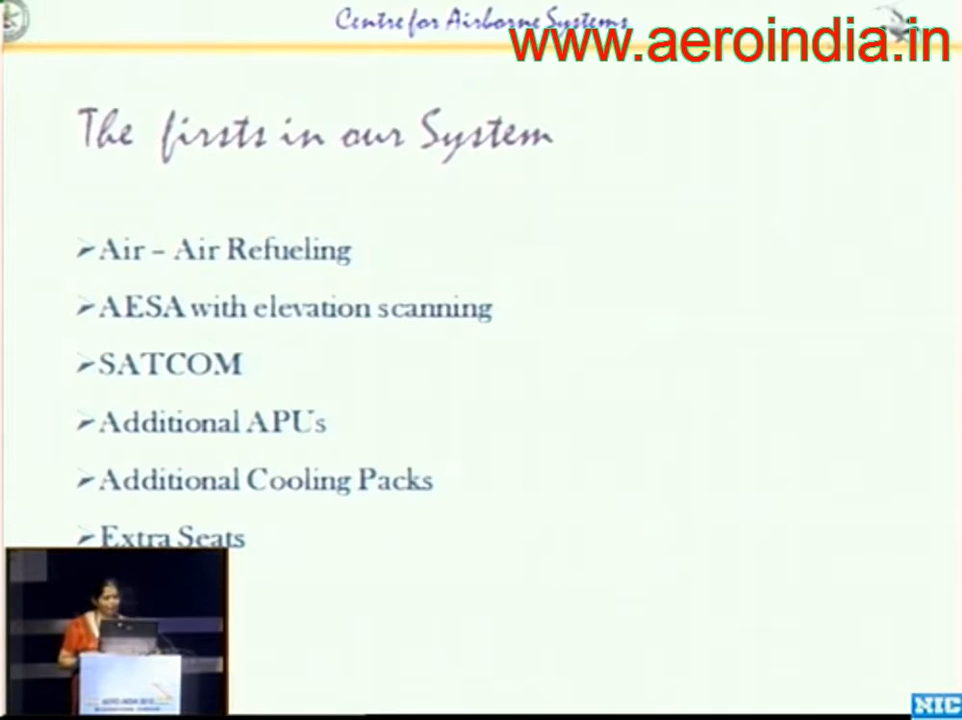 Centre for Airborne Systems
www.aeroindia.in
The firsts in our System
➢Air – Air Refueling
➢AESA with elevation scanning
➢SATCOM
➢Additional APUs
➢Additional Cooling Packs
➢Extra Seats
NIC